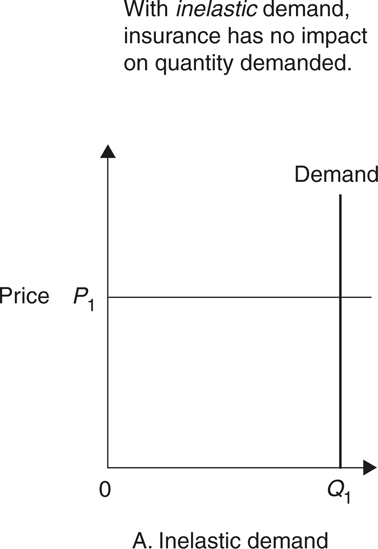 With inelastic demand,
insurance has no impact
on quantity demanded.
Demand
Price P1
0 Q1
A. Inelastic demand